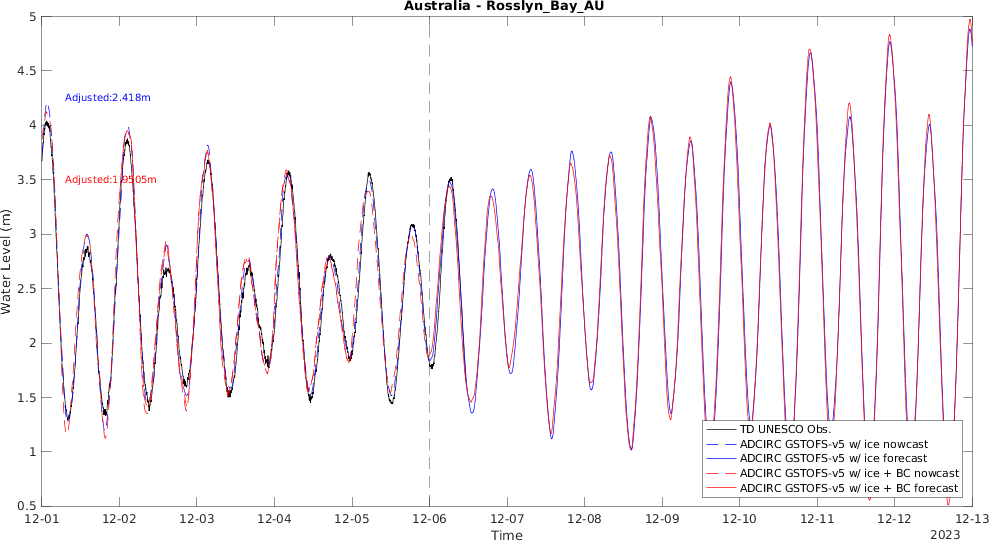 Australia - Rosslyn_Bay_AU
5
4.5
4
3.5
3
2.5
2
1.5
1
0.5
Water Level (m)
Adjusted:2.418m
Adjusted:1.9505m
TD UNESCO Obs.
ADCIRC GSTOFS-v5 w/ ice nowcast
ADCIRC GSTOFS-v5 w/ ice forecast
ADCIRC GSTOFS-v5 w/ ice + BC nowcast
ADCIRC GSTOFS-v5 w/ ice + BC forecast
12-01 12-02 12-03 12-04 12-05 12-06 12-07 12-08 12-09 12-10 12-11 12-12 12-13
Time
2023